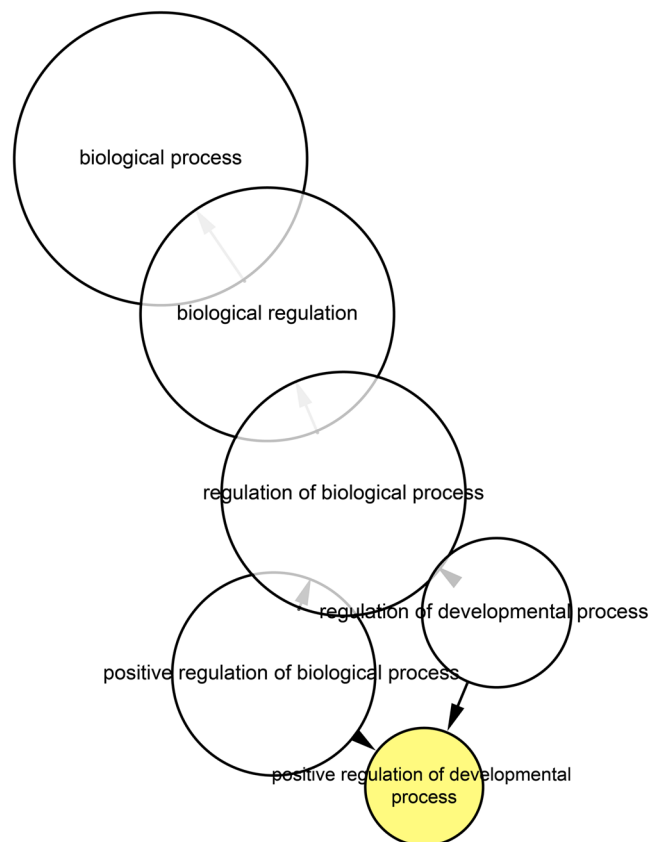 biological process
biological regulation
regulation of biological process
regulation of developmental process
positive regulation of biological process
positive regulation of developmental
process